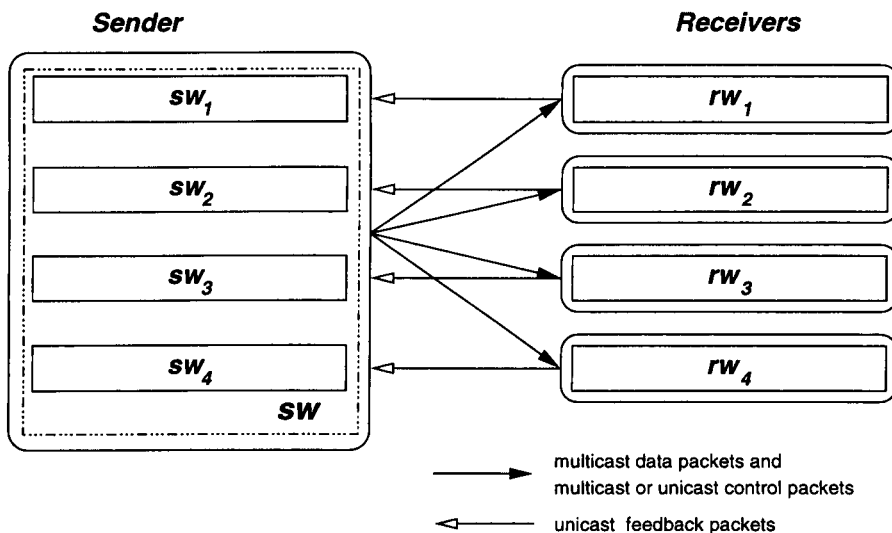 Sender
Receivers
sw1
rw1
sw2
rw2
sw3
rw3
sw4
rw4
sw
multicast data packets and
multicast or unicast control packets
unicast feedback packets